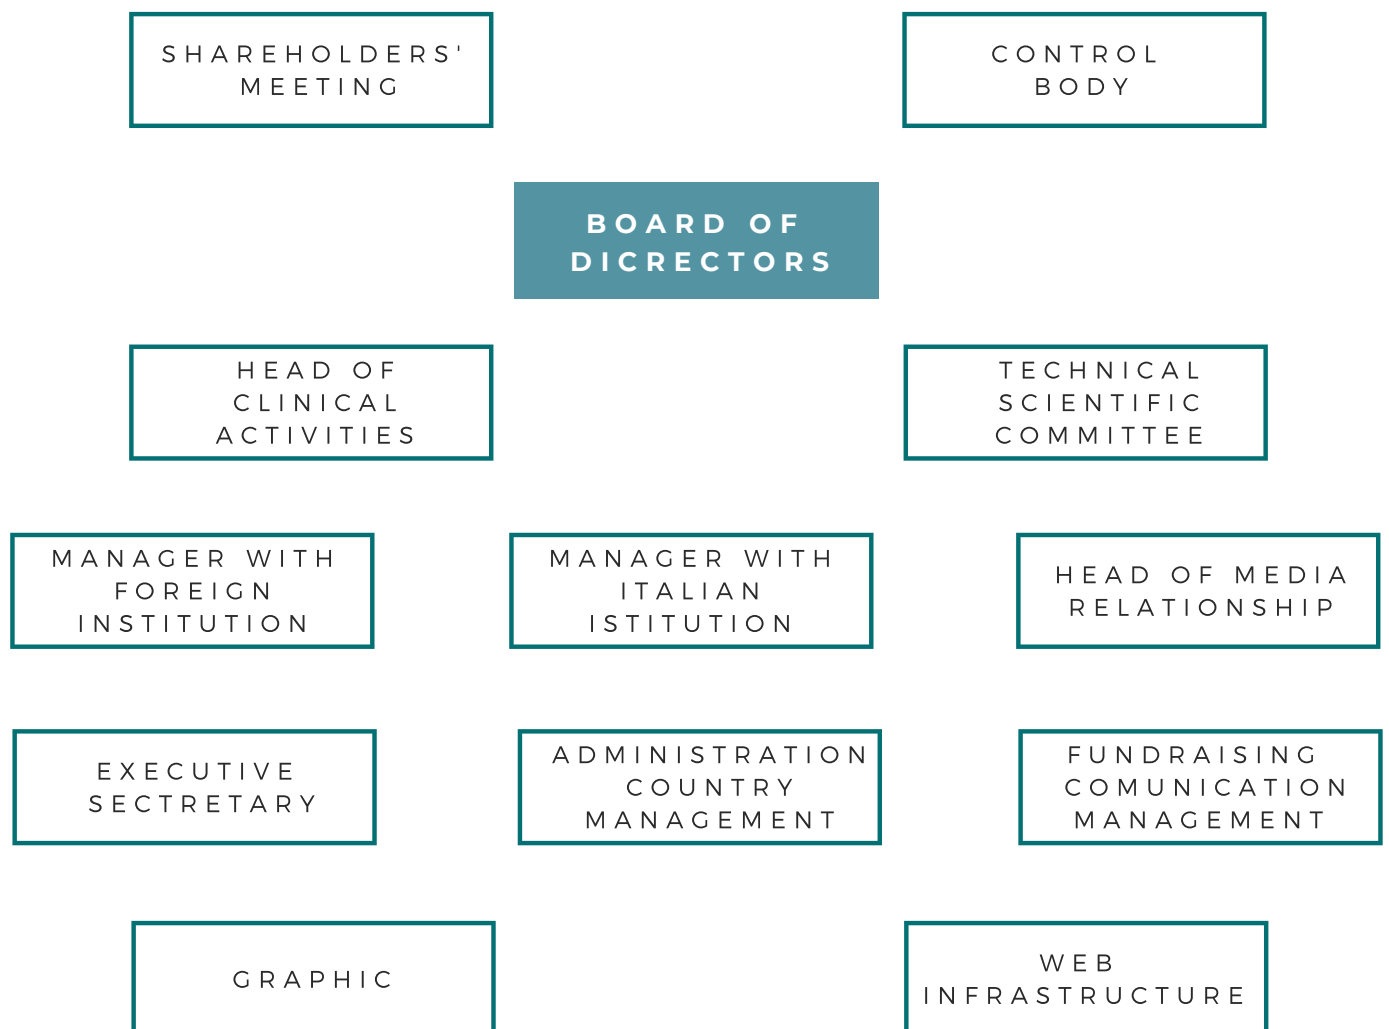 SHAREHOLDERS'
MEETING
CONTROL
BODY
BOARD OF
DICRECTORS
HEAD OF
CLINICAL
ACTIVITIES
TECHNICAL
SCIENTIFIC
COMMITTEE
MANAGER WITH
FOREIGN
INSTITUTION
MANAGER WITH
ITALIAN
ISTITUTION
HEAD OF MEDIA
RELATIONSHIP
EXECUTIVE
SECTRETARY
ADMINISTRATION
COUNTRY
MANAGEMENT
FUNDRAISING
COMUNICATION
MANAGEMENT
GRAPHIC
WEB
INFRASTRUCTURE